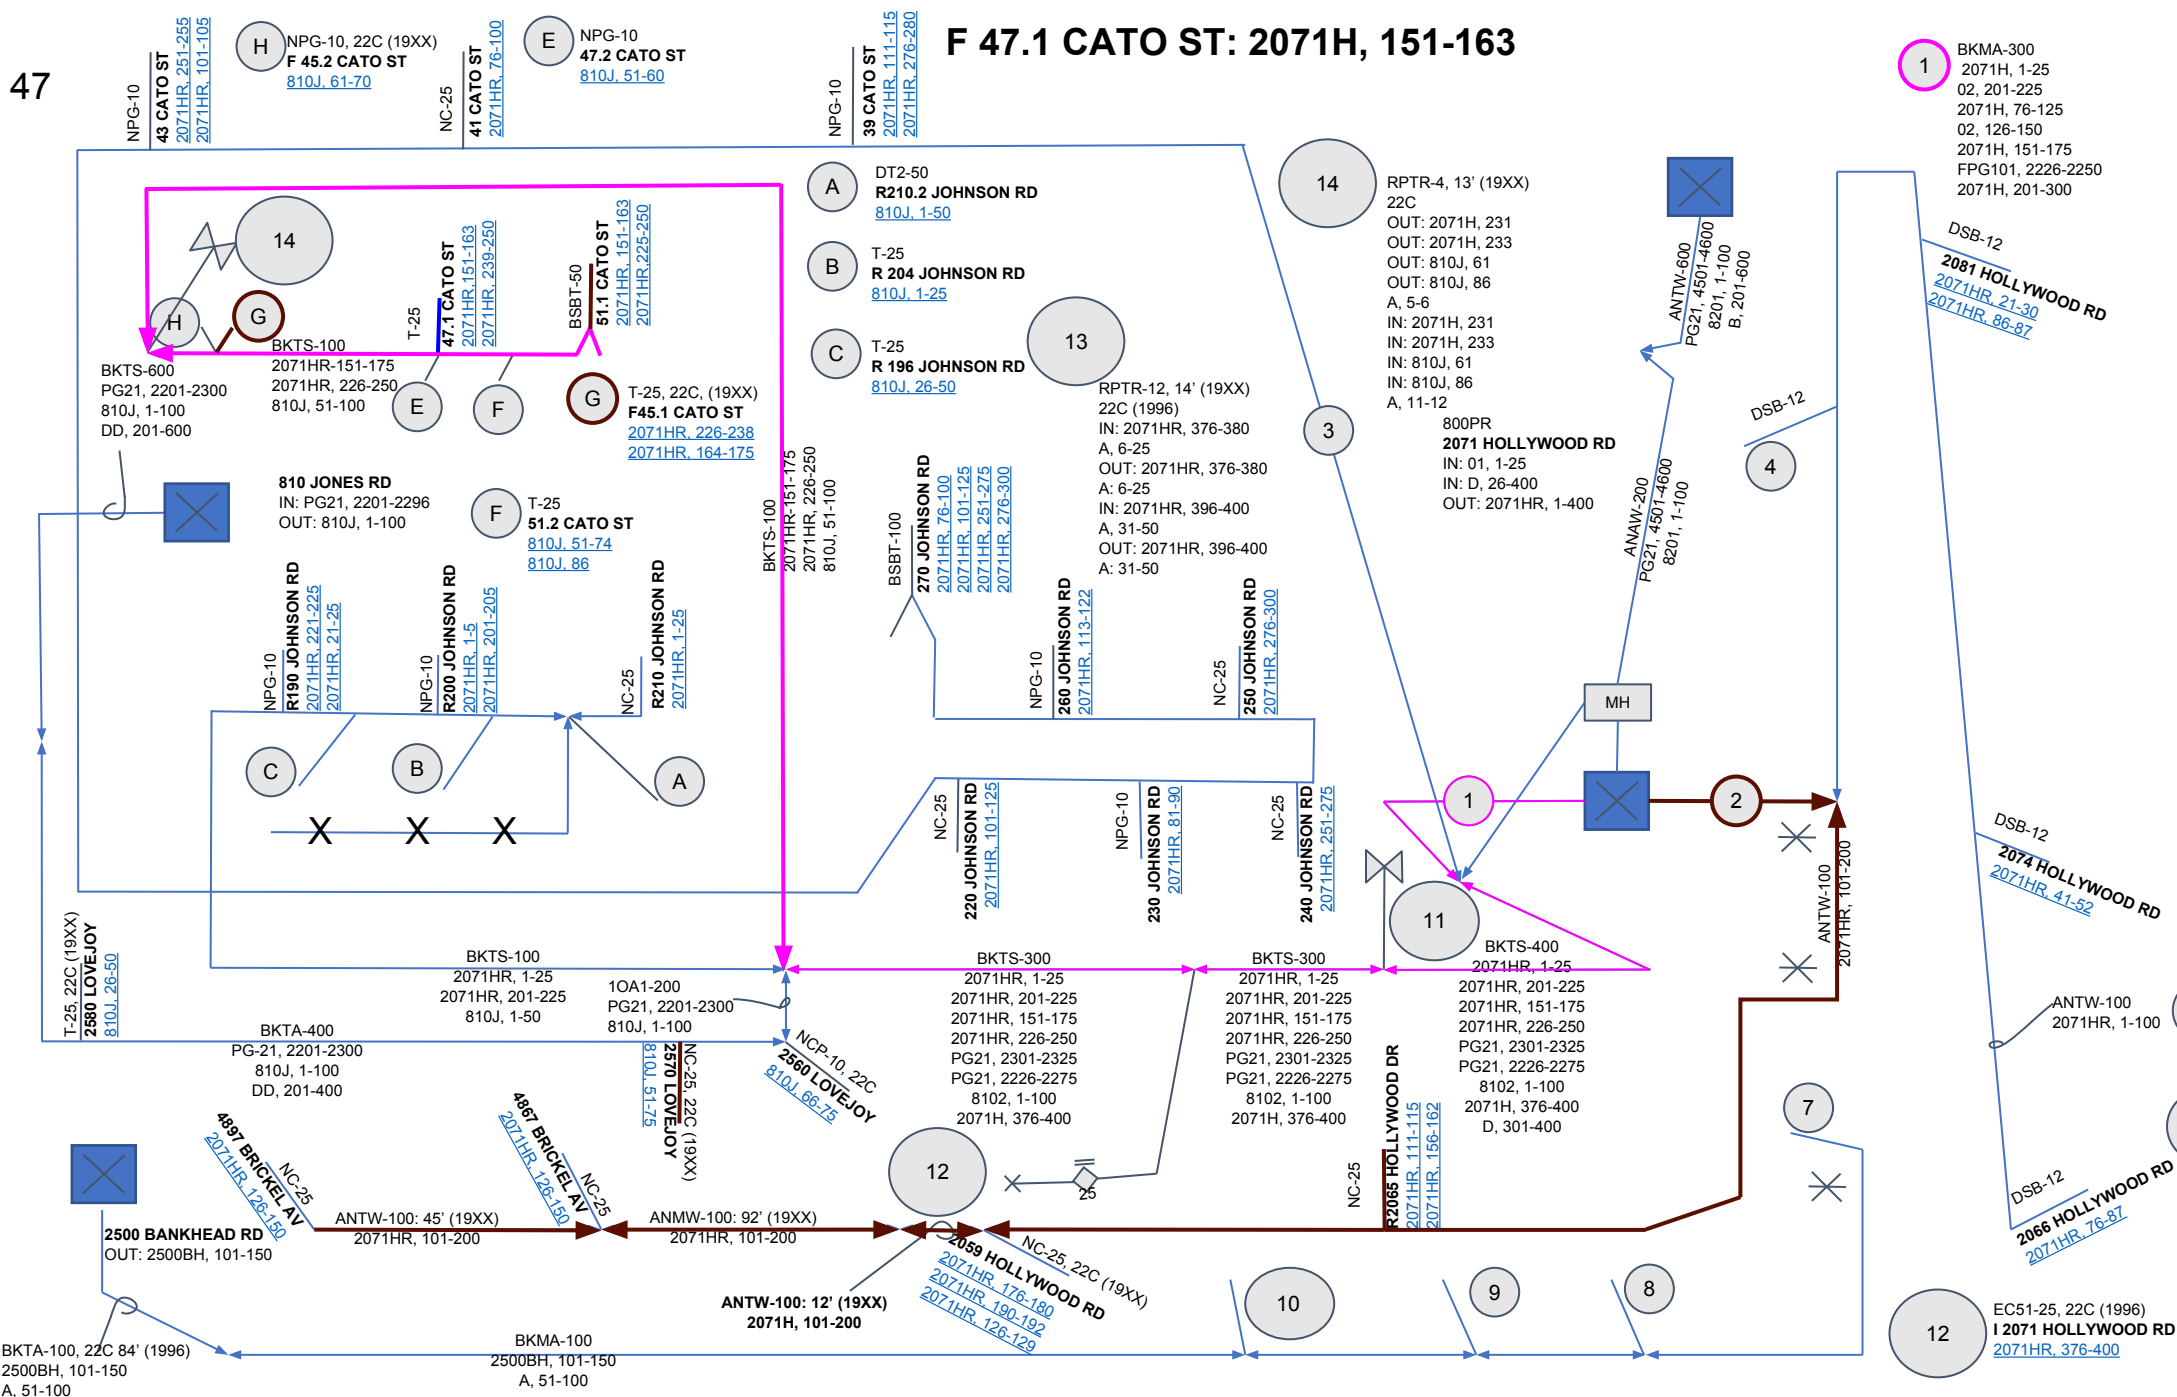 F 47.1 CATO ST: 2071H, 151-163
47
NPG-10
43 CATO ST
2071HR, 251-255
2071HR, 101-105
H
NPG-10, 22C (19XX)
F 45.2 CATO ST
810J, 61-70
NC-25
41 CATO ST
2071HR, 76-100
E
NPG-10
47.2 CATO ST
810J, 51-60
NPG-10
39 CATO ST
2071HR, 111-115
2071HR, 276-280
1
BKMA-300
2071H, 1-25
02, 201-225
2071H, 76-125
02, 126-150
2071H, 151-175
FPG101, 2226-2250
2071H, 201-300
A
DT2-50
R210.2 JOHNSON RD
810J, 1-50
B
T-25
R 204 JOHNSON RD
810J, 1-25
C
T-25
R 196 JOHNSON RD
810J, 26-50
14
RPTR-4, 13' (19XX)
22C
OUT: 2071H, 231
OUT: 2071H, 233
OUT: 810J, 61
OUT: 810J, 86
A, 5-6
IN: 2071H, 231
IN: 2071H, 233
IN: 810J, 61
IN: 810J, 86
A, 11-12
800PR
2071 HOLLYWOOD RD
IN: 01, 1-25
IN: D, 26-400
OUT: 2071HR, 1-400
ANTW-600
PG21, 4501-4600
8201, 1-100
B, 201-600
DSB-12
2081 HOLLYWOOD RD
2071HR, 21-30
2071HR, 86-87
14
H
G
T-25
47.1 CATO ST
2071HR,151-163
2071HR, 239-250
BSBT-50
51.1 CATO ST
2071HR, 151-163
2071HR,225-250
BKTS-100
2071HR-151-175
2071HR, 226-250
810J, 51-100
BKTS-600
PG21, 2201-2300
810J, 1-100
DD, 201-600
E
F
G
T-25, 22C, (19XX)
F45.1 CATO ST
2071HR, 226-238
2071HR, 164-175
13
RPTR-12, 14' (19XX)
22C (1996)
IN: 2071HR, 376-380
A, 6-25
OUT: 2071HR, 376-380
A: 6-25
IN: 2071HR, 396-400
A, 31-50
OUT: 2071HR, 396-400
A: 31-50
3
DSB-12
4
810 JONES RD
IN: PG21, 2201-2296
OUT: 810J, 1-100
F
T-25
51.2 CATO ST
810J, 51-74
810J, 86
BKTS-100
2071HR-151-175
2071HR, 226-250
810J, 51-100
BSBT-100
270 JOHNSON RD
2071HR, 76-100
2071HR, 101-125
2071HR, 251-275
2071HR, 276-300
ANAW-200
PG21, 4501-4600
8201, 1-100
NPG-10
R190 JOHNSON RD
2071HR, 221-225
2071HR, 21-25
NPG-10
R200 JOHNSON RD
2071HR, 1-5
2071HR, 201-205
NC-25
R210 JOHNSON RD
2071HR, 1-25
NPG-10
260 JOHNSON RD
2071HR, 113-122
NC-25
250 JOHNSON RD
2071HR, 276-300
MH
C
B
A
X X X
NC-25
220 JOHNSON RD
2071HR, 101-125
NPG-10
230 JOHNSON RD
2071HR, 81-90
NC-25
240 JOHNSON RD
2071HR, 251-275
1
2
11
ANTW-100
2071HR, 101-200
DSB-12
2074 HOLLYWOOD RD
2071HR, 41-52
T-25, 22C (19XX)
2580 LOVEJOY
810J, 26-50
BKTS-100
2071HR, 1-25
2071HR, 201-225
810J, 1-50
1OA1-200
PG21, 2201-2300
810J, 1-100
BKTS-300
2071HR, 1-25
2071HR, 201-225
2071HR, 151-175
2071HR, 226-250
PG21, 2301-2325
PG21, 2226-2275
8102, 1-100
2071H, 376-400
BKTS-300
2071HR, 1-25
2071HR, 201-225
2071HR, 151-175
2071HR, 226-250
PG21, 2301-2325
PG21, 2226-2275
8102, 1-100
2071H, 376-400
BKTS-400
2071HR, 1-25
2071HR, 201-225
2071HR, 151-175
2071HR, 226-250
PG21, 2301-2325
PG21, 2226-2275
8102, 1-100
2071H, 376-400
D, 301-400
ANTW-100
2071HR, 1-100
BKTA-400
PG-21, 2201-2300
810J, 1-100
DD, 201-400
NC-25, 22C (19XX)
2570 LOVEJOY
810J, 51-75
NCP-10, 22C
2560 LOVEJOY
810J, 66-75
7
NC-25
4897 BRICKEL AV
2071HR, 126-150
NC-25
4867 BRICKEL AV
2071HR, 126-150
12
25
NC-25
R2065 HOLLYWOOD DR
2071HR, 111-115
2071HR, 156-162
DSB-12
2066 HOLLYWOOD RD
2071HR, 76-87
2500 BANKHEAD RD
OUT: 2500BH, 101-150
ANTW-100: 45' (19XX)
2071HR, 101-200
ANMW-100: 92' (19XX)
2071HR, 101-200
NC-25, 22C (19XX)
2059 HOLLYWOOD RD
2071HR, 176-180
2071HR, 190-192
2071HR, 126-129
ANTW-100: 12' (19XX)
2071H, 101-200
10
9
8
12
EC51-25, 22C (1996)
I 2071 HOLLYWOOD RD
2071HR, 376-400
BKTA-100, 22C 84' (1996)
2500BH, 101-150
A, 51-100
BKMA-100
2500BH, 101-150
A, 51-100